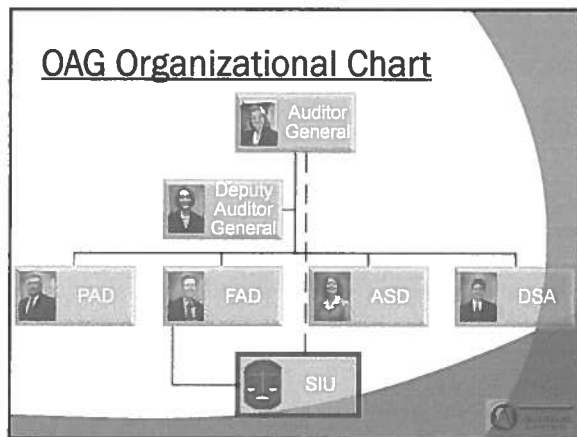 OAG Organizational Chart
Auditor
General
Deputy
Auditor
General
PAD
FAD
ASD
DSA
SIU